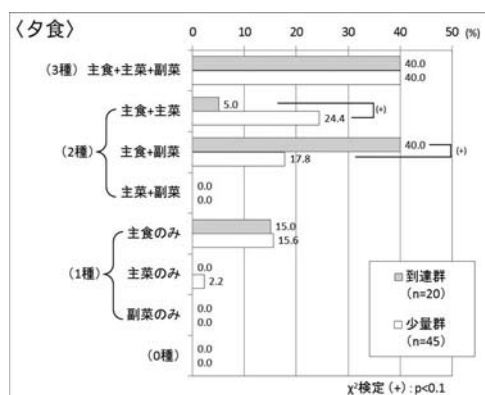 〈夕食〉
0 10 20 30 40 50 (%)
(3種) 主食+主菜+副菜 40.0
40.0
主食+主菜 5.0 (+)
24.4
(2種) 主食+副菜 40.0 (+)
17.8
主菜+副菜 0.0
0.0
主食のみ 15.0
15.6
(1種) 主菜のみ 0.0
2.2
副菜のみ 0.0
0.0
(0種) 0.0
0.0
到達群
(n=20)
少量群
(n=45)
χ²検定 (+) : p<0.1